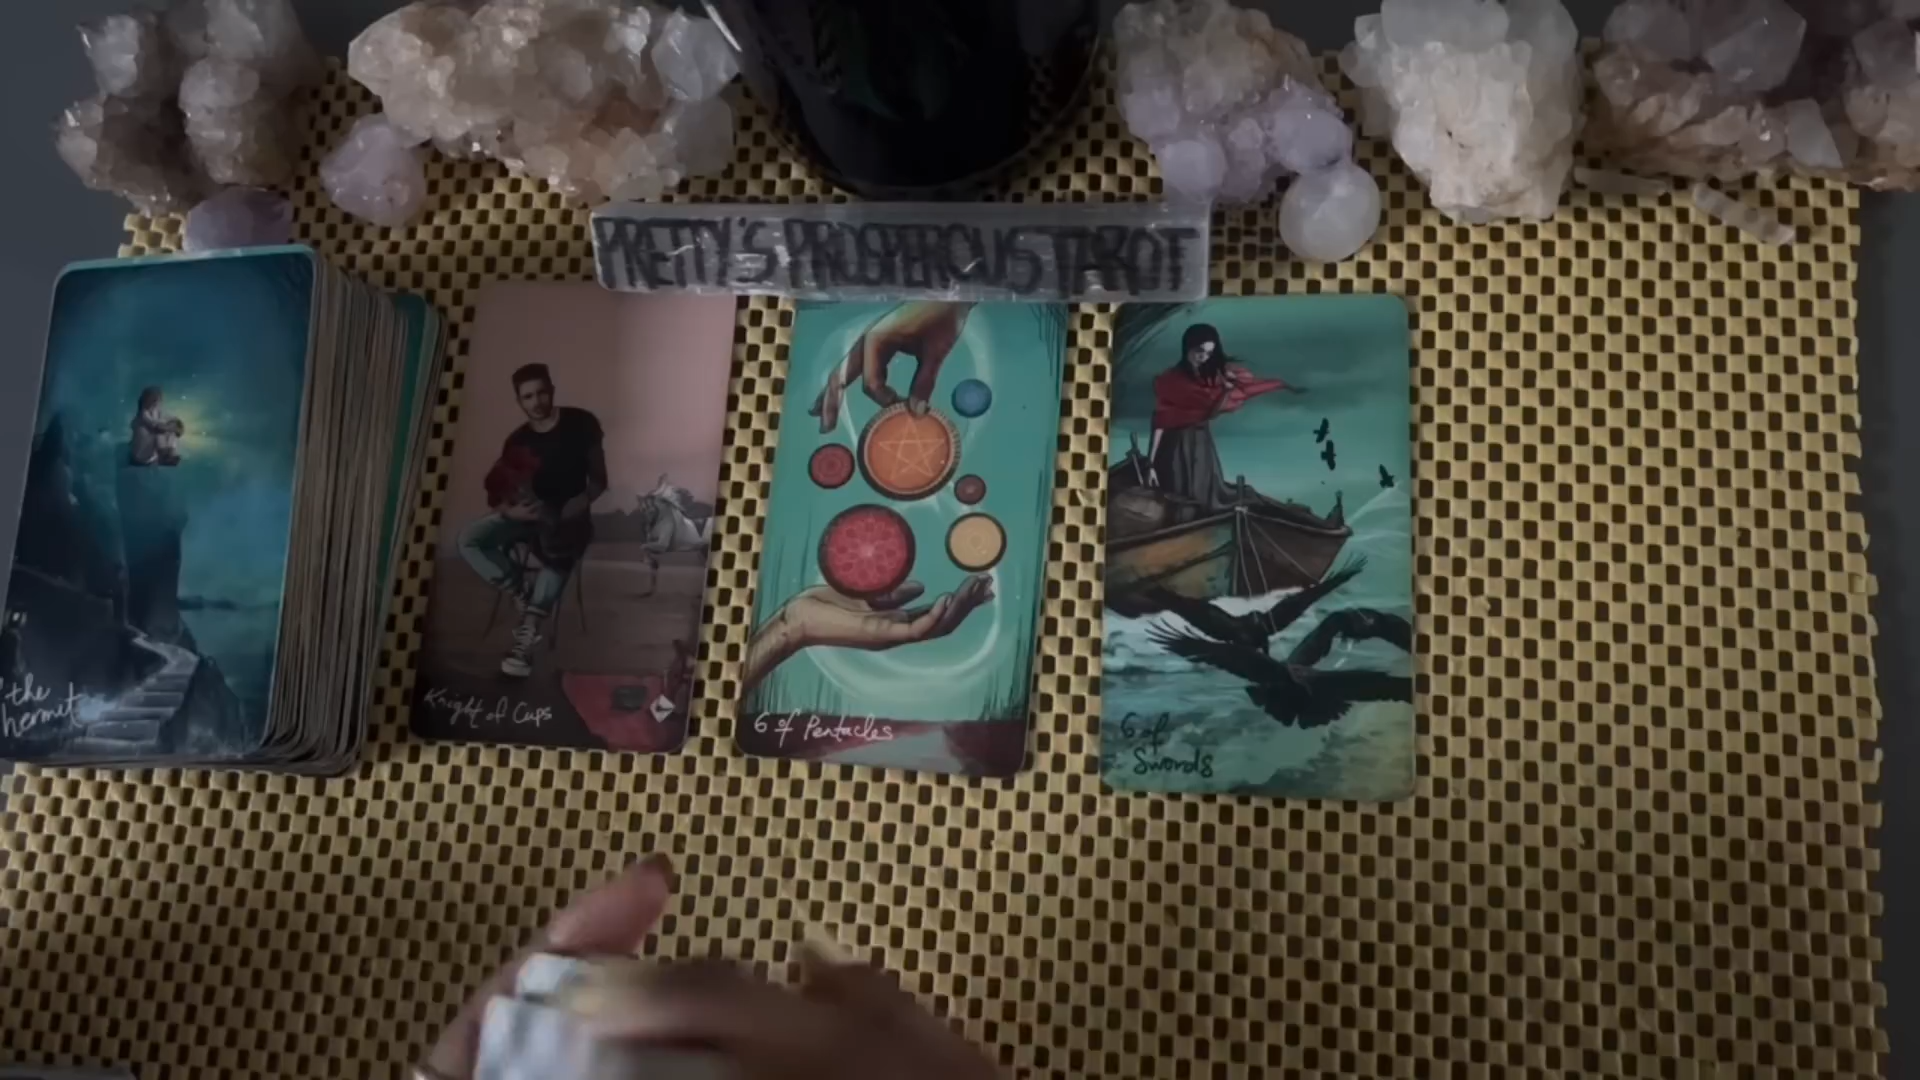 PRETTY'S PROSPEROUS TAROT
the
hermit
Knight of Cups
6 of Pentacles
6 of
Swords